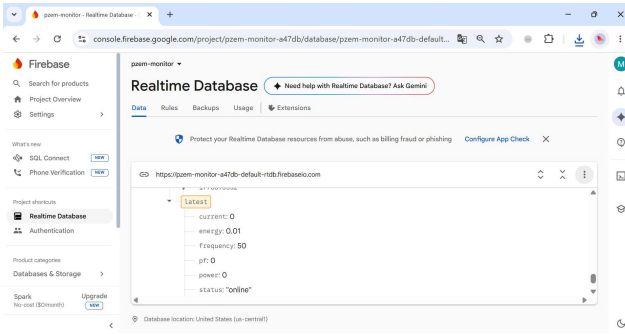 pzem-monitor - Realtime Database -
console.firebase.google.com/project/pzem-monitor-a47db/database/pzem-monitor-a47db-default...
Firebase
Search for products
Project Overview
Settings
What's new
SQL Connect NEW
Phone Verification NEW
Project shortcuts
Realtime Database
Authentication
Product categories
Databases & Storage
Spark
No-cost ($0/month)
Upgrade
NEW
pzem-monitor
M
Realtime Database
Need help with Realtime Database? Ask Gemini
Data Rules Backups Usage Extensions
Protect your Realtime Database resources from abuse, such as billing fraud or phishing Configure App Check
https://pzem-monitor-a47db-default-rtdb.firebaseio.com
latest
current: 0
energy: 0.01
frequency: 50
pf: 0
power: 0
status: "online"
Database location: United States (us-central1)